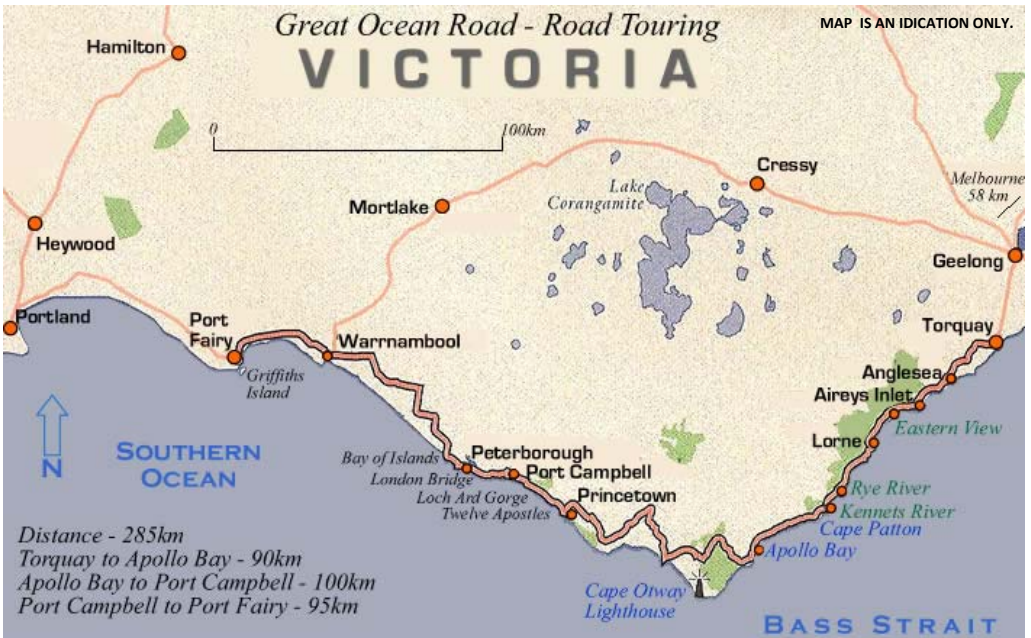 Great Ocean Road - Road Touring
MAP IS AN IDICATION ONLY.
VICTORIA
Hamilton
0
100km
Cressy
Melbourne
58 km
Lake
Corangamite
Mortlake
Heywood
Geelong
Portland
Port
Fairy
Warrnambool
Torquay
Griffiths
Island
Anglesea
Aireys Inlet
Eastern View
Lorne
N
SOUTHERN
OCEAN
Bay of Islands
Peterborough
London Bridge
Port Campbell
Loch Ard Gorge
Princetown
Twelve Apostles
Rye River
Kennets River
Cape Patton
Apollo Bay
Distance - 285km
Torquay to Apollo Bay - 90km
Apollo Bay to Port Campbell - 100km
Port Campbell to Port Fairy - 95km
Cape Otway
Lighthouse
BASS STRAIT